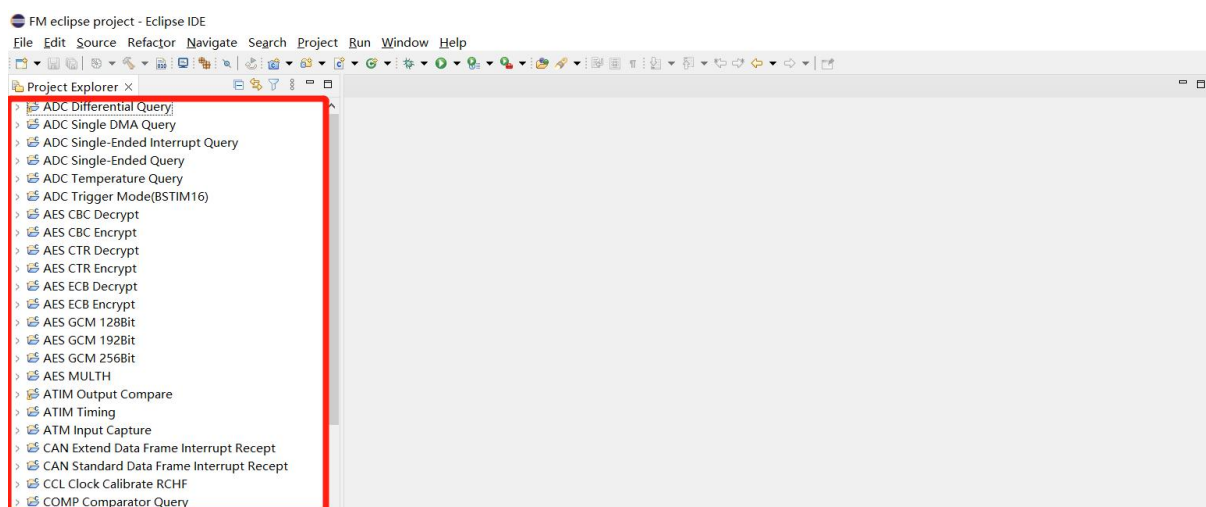 FM eclipse project - Eclipse IDE
File Edit Source Refactor Navigate Search Project Run Window Help
Project Explorer
ADC Differential Query
ADC Single DMA Query
ADC Single-Ended Interrupt Query
ADC Single-Ended Query
ADC Temperature Query
ADC Trigger Mode(BSTIM16)
AES CBC Decrypt
AES CBC Encrypt
AES CTR Decrypt
AES CTR Encrypt
AES ECB Decrypt
AES ECB Encrypt
AES GCM 128Bit
AES GCM 192Bit
AES GCM 256Bit
AES MULTH
ATIM Output Compare
ATIM Timing
ATM Input Capture
CAN Extend Data Frame Interrupt Recept
CAN Standard Data Frame Interrupt Recept
CCL Clock Calibrate RCHF
COMP Comparator Query